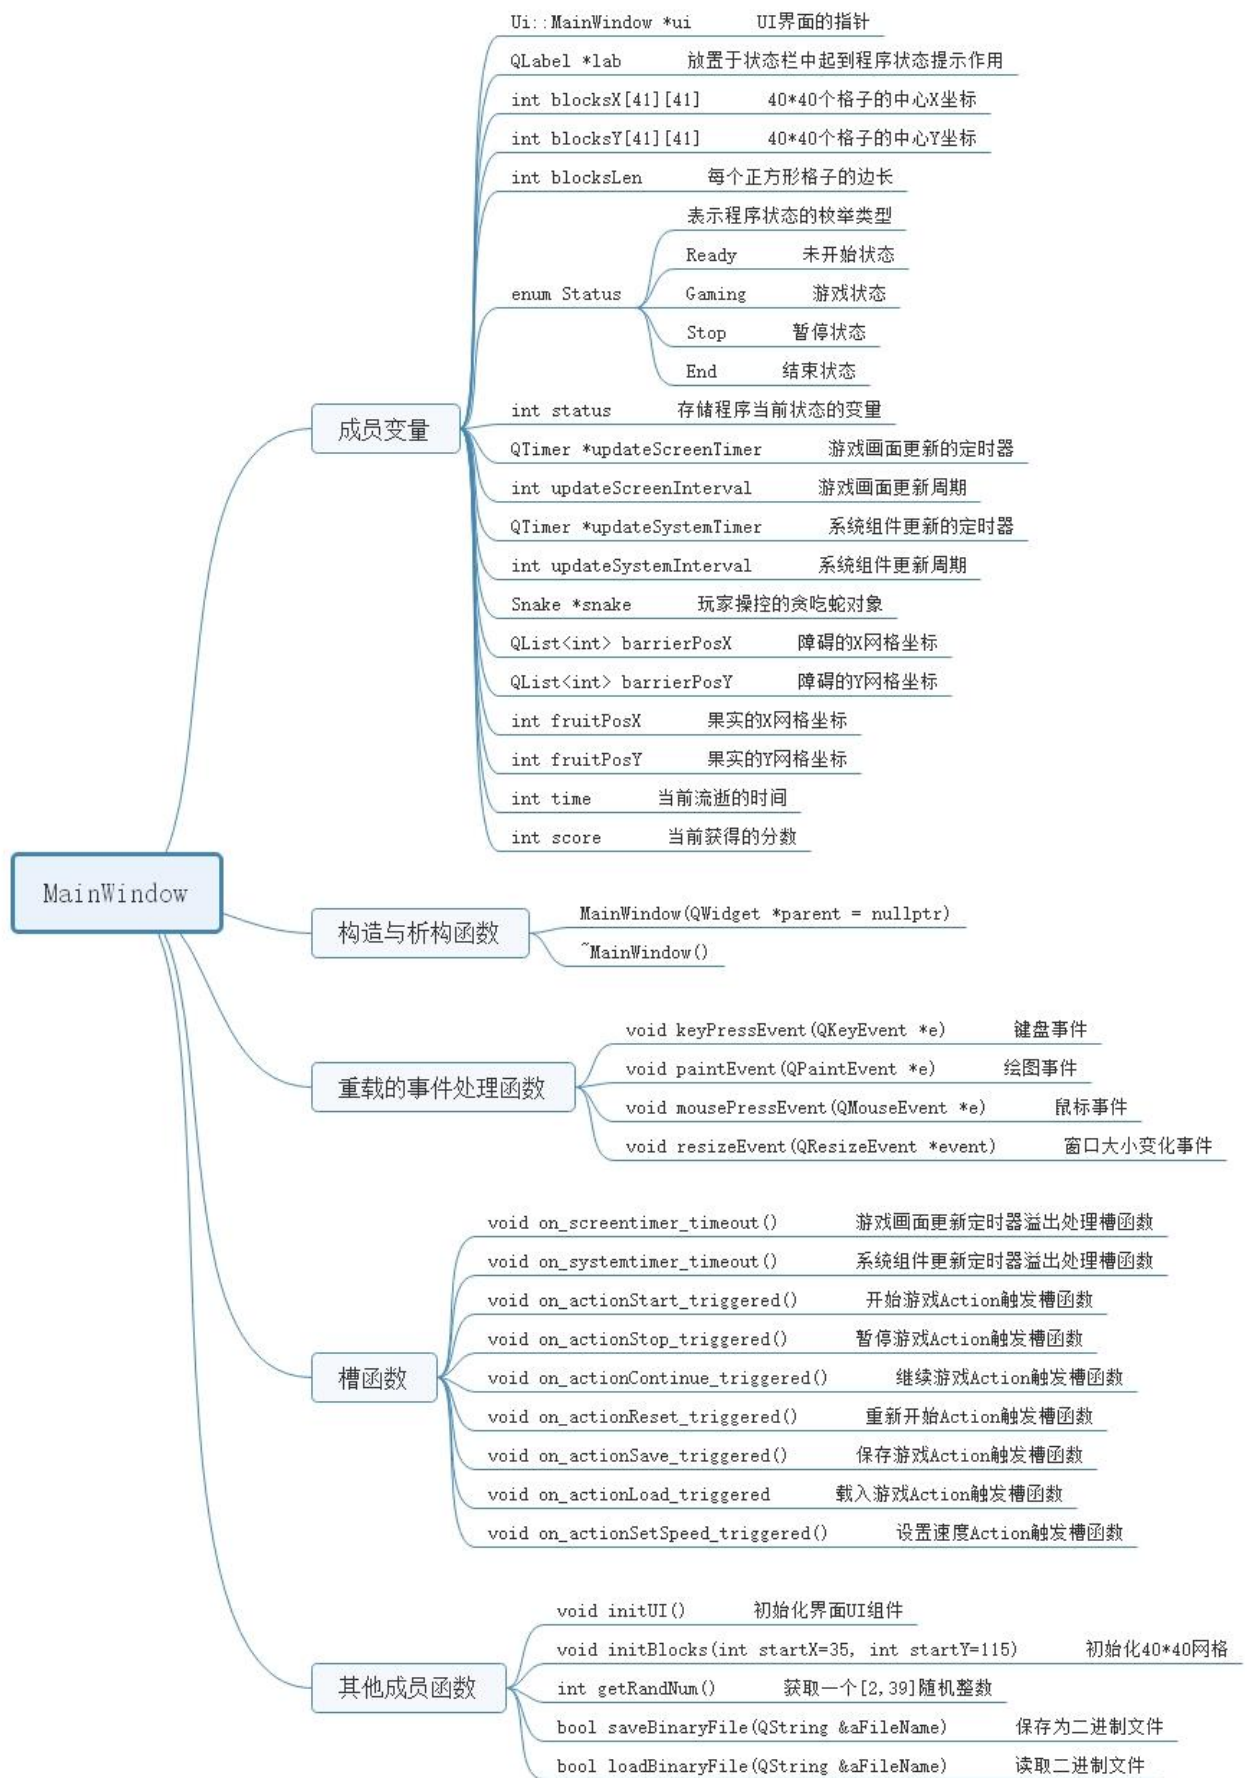 Ui::MainWindow *ui UI界面的指针
QLabel *lab 放置于状态栏中起到程序状态提示作用
int blocksX[41][41] 40*40个格子的中心X坐标
int blocksY[41][41] 40*40个格子的中心Y坐标
int blocksLen 每个正方形格子的边长
表示程序状态的枚举类型
Ready 未开始状态
enum Status
Gaming 游戏状态
Stop 暂停状态
End 结束状态
成员变量
int status 存储程序当前状态的变量
QTimer *updateScreenTimer 游戏画面更新的定时器
int updateScreenInterval 游戏画面更新周期
QTimer *updateSystemTimer 系统组件更新的定时器
int updateSystemInterval 系统组件更新周期
Snake *snake 玩家操控的贪吃蛇对象
QList<int> barrierPosX 障碍的X网格坐标
QList<int> barrierPosY 障碍的Y网格坐标
int fruitPosX 果实的X网格坐标
int fruitPosY 果实的Y网格坐标
int time 当前流逝的时间
int score 当前获得的分数
MainWindow
构造与析构函数
MainWindow(QWidget *parent = nullptr)
~MainWindow()
重载的事件处理函数
void keyPressEvent(QKeyEvent *e) 键盘事件
void paintEvent(QPaintEvent *e) 绘图事件
void mousePressEvent(QMouseEvent *e) 鼠标事件
void resizeEvent(QResizeEvent *event) 窗口大小变化事件
槽函数
void on_screentimer_timeout() 游戏画面更新定时器溢出处理槽函数
void on_systemtimer_timeout() 系统组件更新定时器溢出处理槽函数
void on_actionStart_triggered() 开始游戏Action触发槽函数
void on_actionStop_triggered() 暂停游戏Action触发槽函数
void on_actionContinue_triggered() 继续游戏Action触发槽函数
void on_actionReset_triggered() 重新开始Action触发槽函数
void on_actionSave_triggered() 保存游戏Action触发槽函数
void on_actionLoad_triggered 载入游戏Action触发槽函数
void on_actionSetSpeed_triggered() 设置速度Action触发槽函数
其他成员函数
void initUI() 初始化界面UI组件
void initBlocks(int startX=35, int startY=115) 初始化40*40网格
int getRandNum() 获取一个[2,39]随机整数
bool saveBinaryFile(QString &aFileName) 保存为二进制文件
bool loadBinaryFile(QString &aFileName) 读取二进制文件